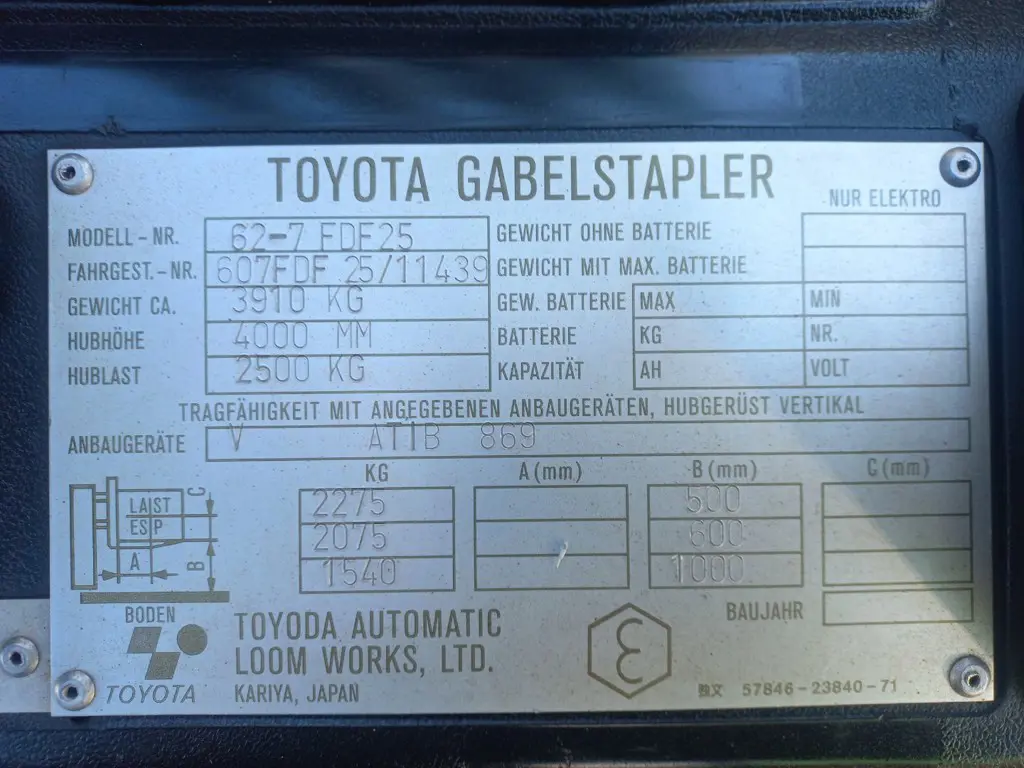 TOYOTA GABELSTAPLER
NUR ELEKTRO
MODELL-NR. 62-7 FDF25 GEWICHT OHNE BATTERIE
FAHRGEST.-NR. 607FDF 25/11439 GEWICHT MIT MAX. BATTERIE
GEWICHT CA. 3910 KG GEW. BATTERIE MAX MIN
HUBHÖHE 4000 MM BATTERIE KG NR.
HUBLAST 2500 KG KAPAZITÄT AH VOLT
TRAGFÄHIGKEIT MIT ANGEGEBENEN ANBAUGERÄTEN, HUBGERÜST VERTIKAL
ANBAUGERÄTE V ATIB 869
KG A(mm) B(mm) C(mm)
2275 500
2075 600
1540 1000
C
LAIST
ESIP
A B
BODEN
BAUJAHR
TOYODA AUTOMATIC
LOOM WORKS, LTD.
KARIYA, JAPAN
TOYOTA
ε
57846-23840-71